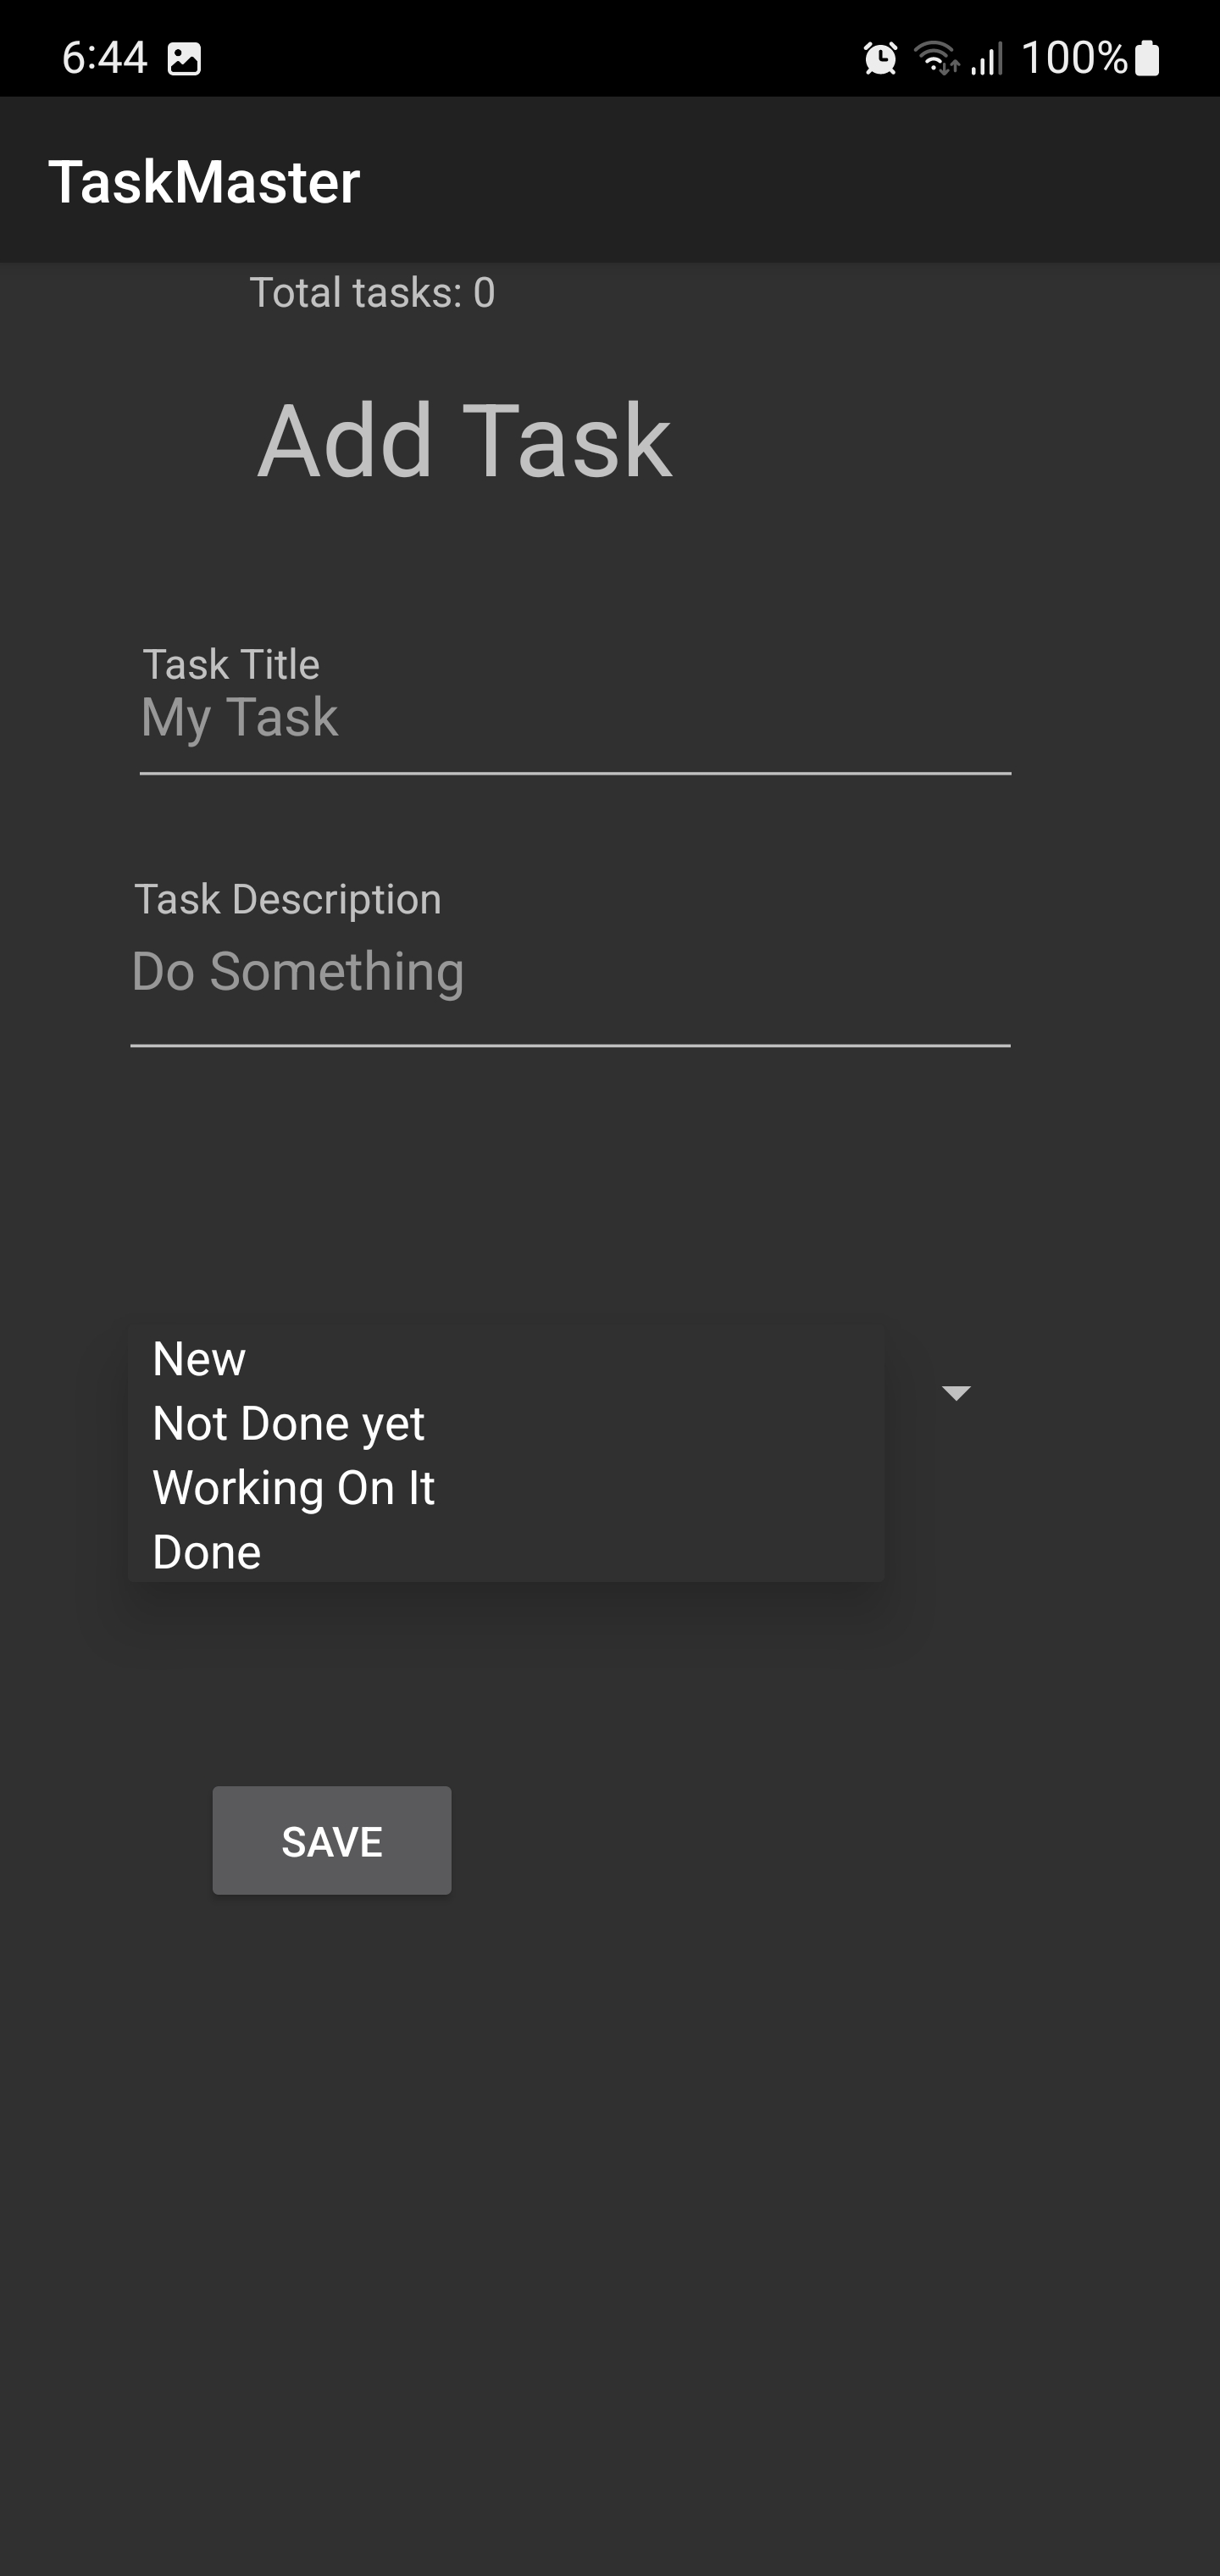 6:44 100%
TaskMaster
Total tasks: 0
Add Task
Task Title
My Task
Task Description
Do Something
New
Not Done yet
Working On It
Done
SAVE